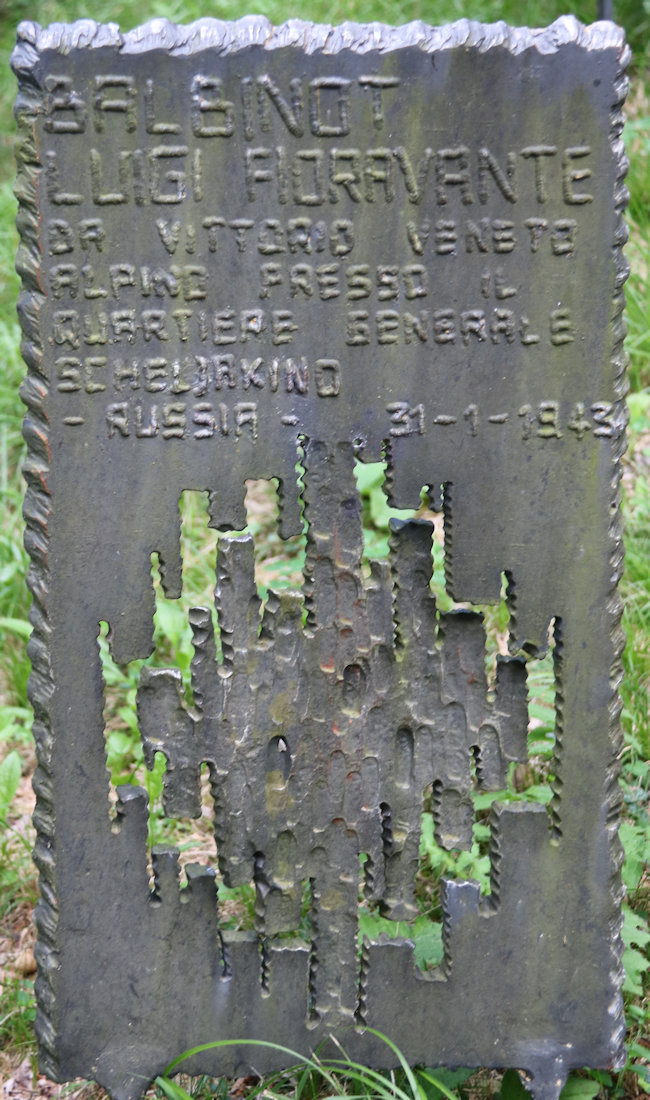 BALBINOT
LUIGI FIORAVANTE
DA VITTORIO VENETO
ALPINO PRESSO IL
QUARTIERE GENERALE
SCHELJAKINO
- RUSSIA - 31-1-1943